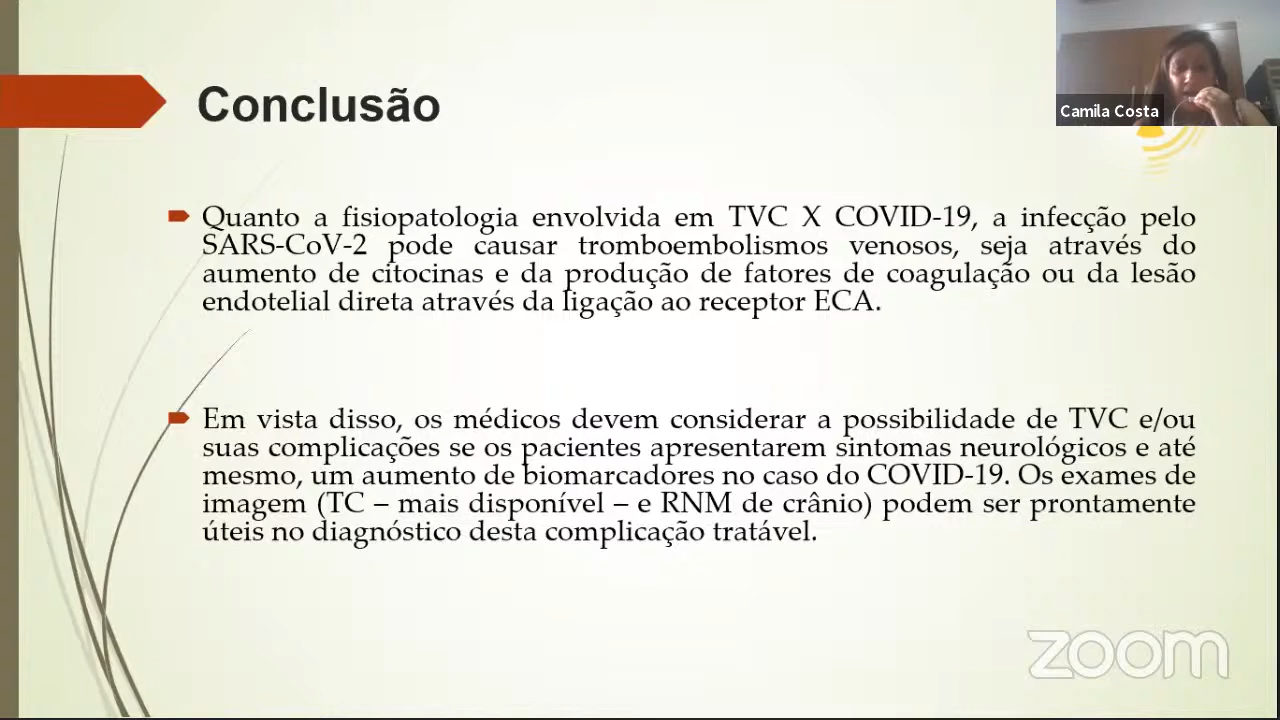 Camila Costa
Conclusão
Quanto a fisiopatologia envolvida em TVC X COVID-19, a infecção pelo
SARS-CoV-2 pode causar tromboembolismos venosos, seja através do
aumento de citocinas e da produção de fatores de coagulação ou da lesão
endotelial direta através da ligação ao receptor ECA.
Em vista disso, os médicos devem considerar a possibilidade de TVC e/ou
suas complicações se os pacientes apresentarem sintomas neurológicos e até
mesmo, um aumento de biomarcadores no caso do COVID-19. Os exames de
imagem (TC – mais disponível – e RNM de crânio) podem ser prontamente
úteis no diagnóstico desta complicação tratável.
zoom